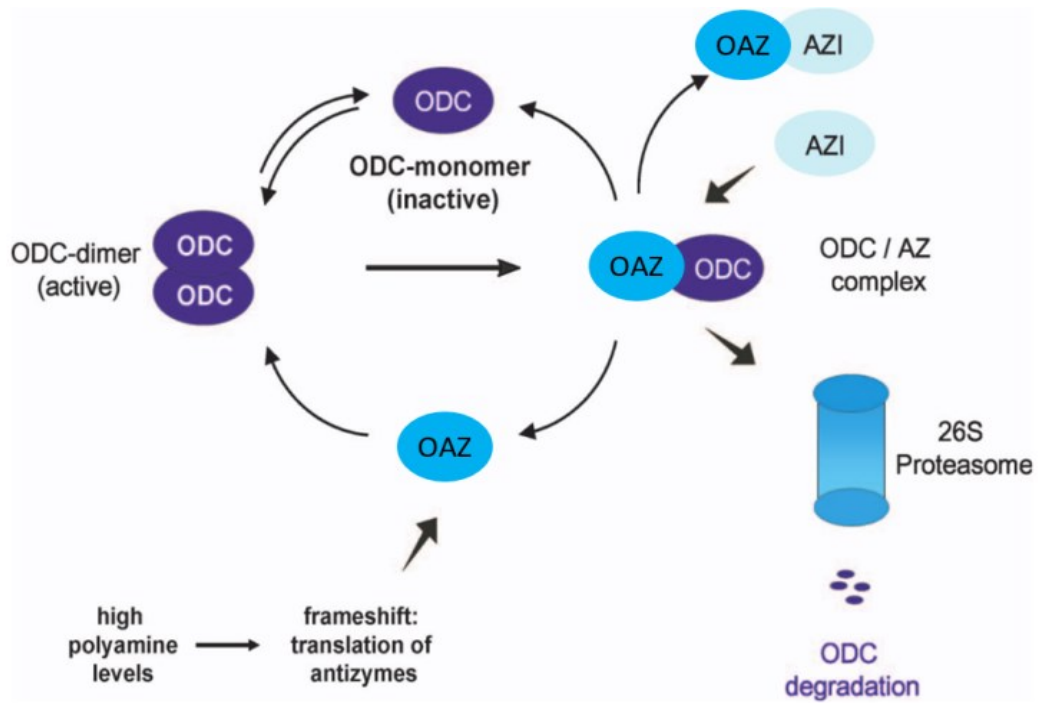 OAZ
AZI
ODC
AZI
ODC-monomer
(inactive)
ODC-dimer
(active)
ODC
ODC
OAZ
ODC
ODC / AZ
complex
OAZ
26S
Proteasome
high
polyamine
levels
frameshift:
translation of
antizymes
ODC
degradation